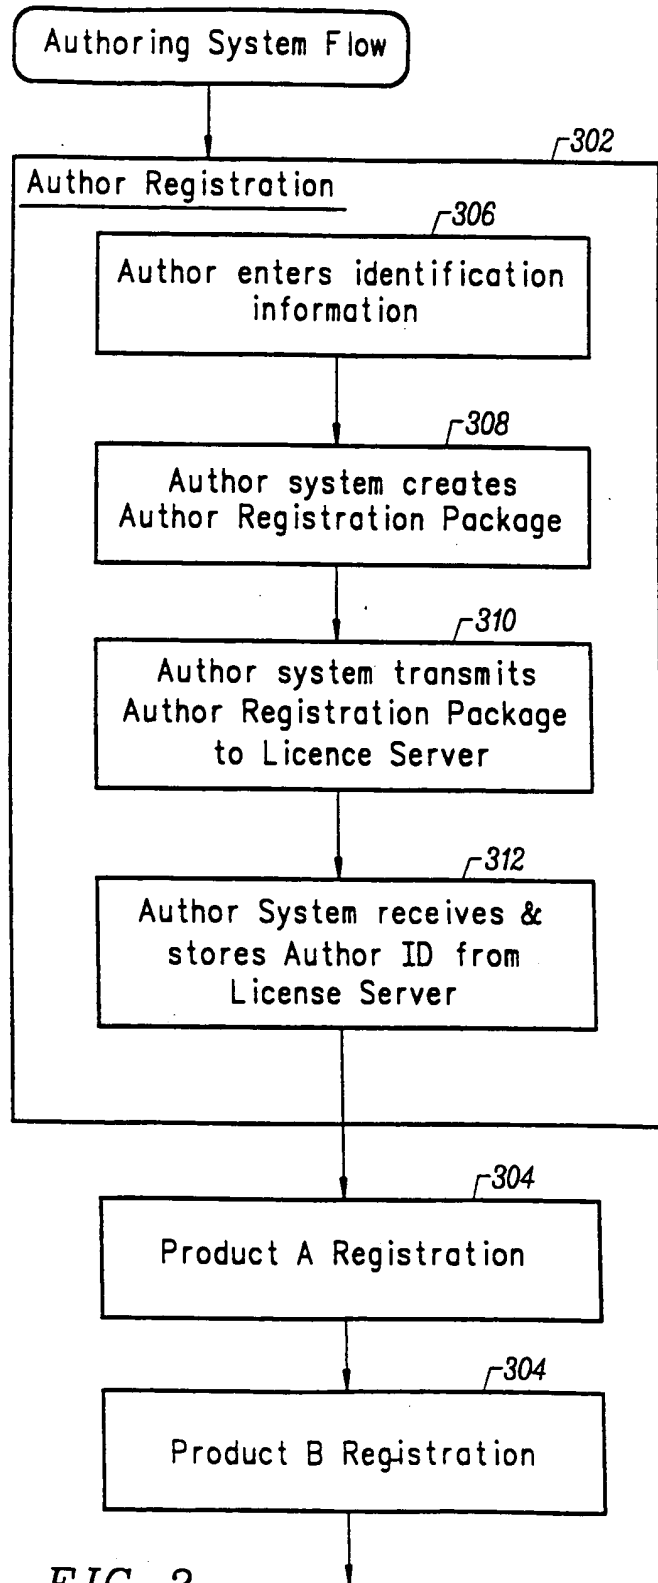 Authoring System Flow
302
Author Registration
306
Author enters identification
information
308
Author system creates
Author Registration Package
310
Author system transmits
Author Registration Package
to Licence Server
312
Author System receives &
stores Author ID from
License Server
304
Product A Registration
304
Product B Registration
FIG.